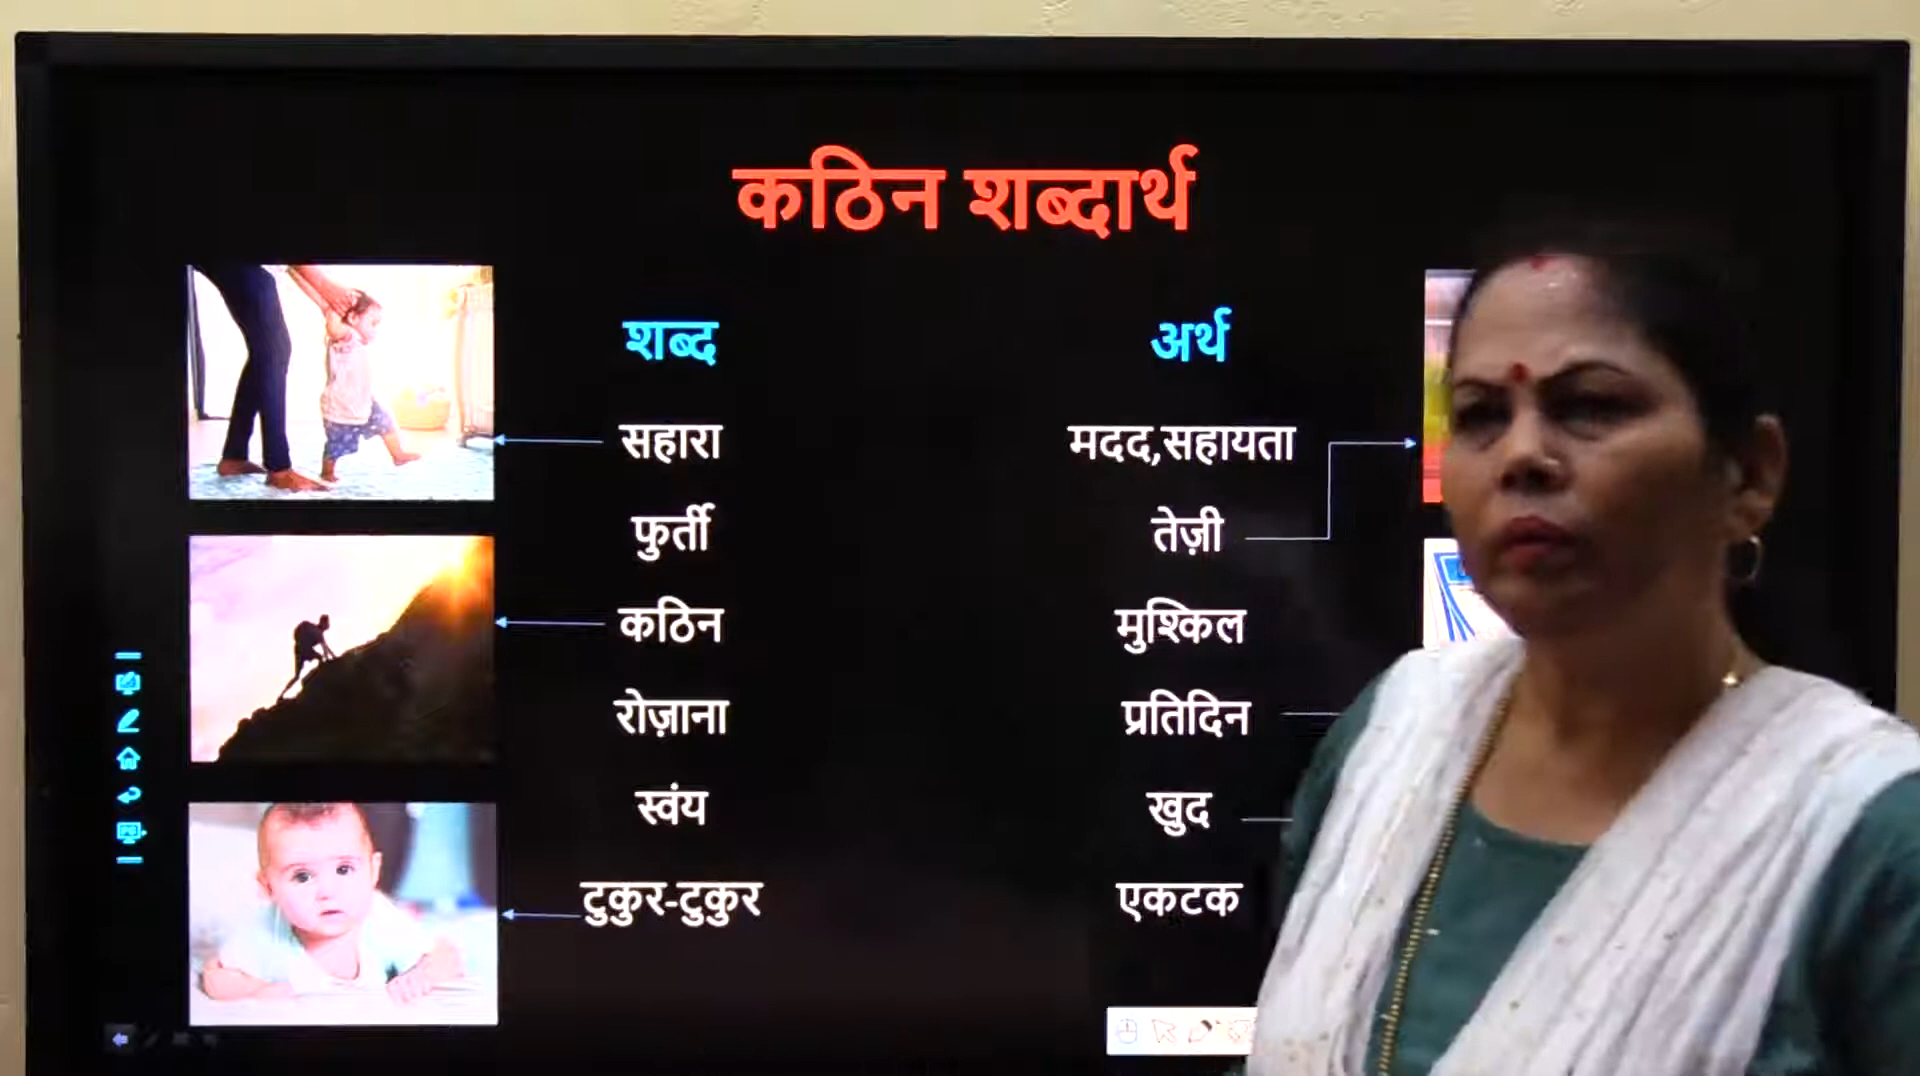 कठिन शब्दार्थ
शब्द अर्थ
सहारा मदद,सहायता
फुर्ती तेज़ी
कठिन मुश्किल
रोज़ाना प्रतिदिन
स्वंय खुद
टुकुर-टुकुर एकटक